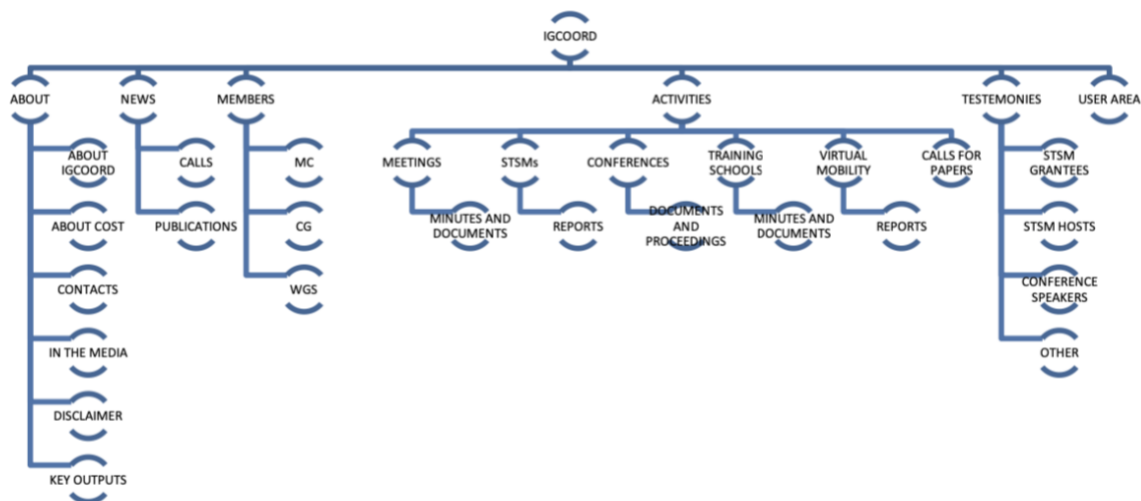 IGCOORD
ABOUT
NEWS
MEMBERS
ACTIVITIES
TESTEMONIES
USER AREA
ABOUT
IGCOORD
ABOUT COST
CONTACTS
IN THE MEDIA
DISCLAIMER
KEY OUTPUTS
CALLS
PUBLICATIONS
MC
CG
WGS
MEETINGS
MINUTES AND
DOCUMENTS
STSMs
REPORTS
CONFERENCES
DOCUMENTS
AND
PROCEEDINGS
TRAINING
SCHOOLS
MINUTES AND
DOCUMENTS
VIRTUAL
MOBILITY
REPORTS
CALLS FOR
PAPERS
STSM
GRANTEES
STSM HOSTS
CONFERENCE
SPEAKERS
OTHER